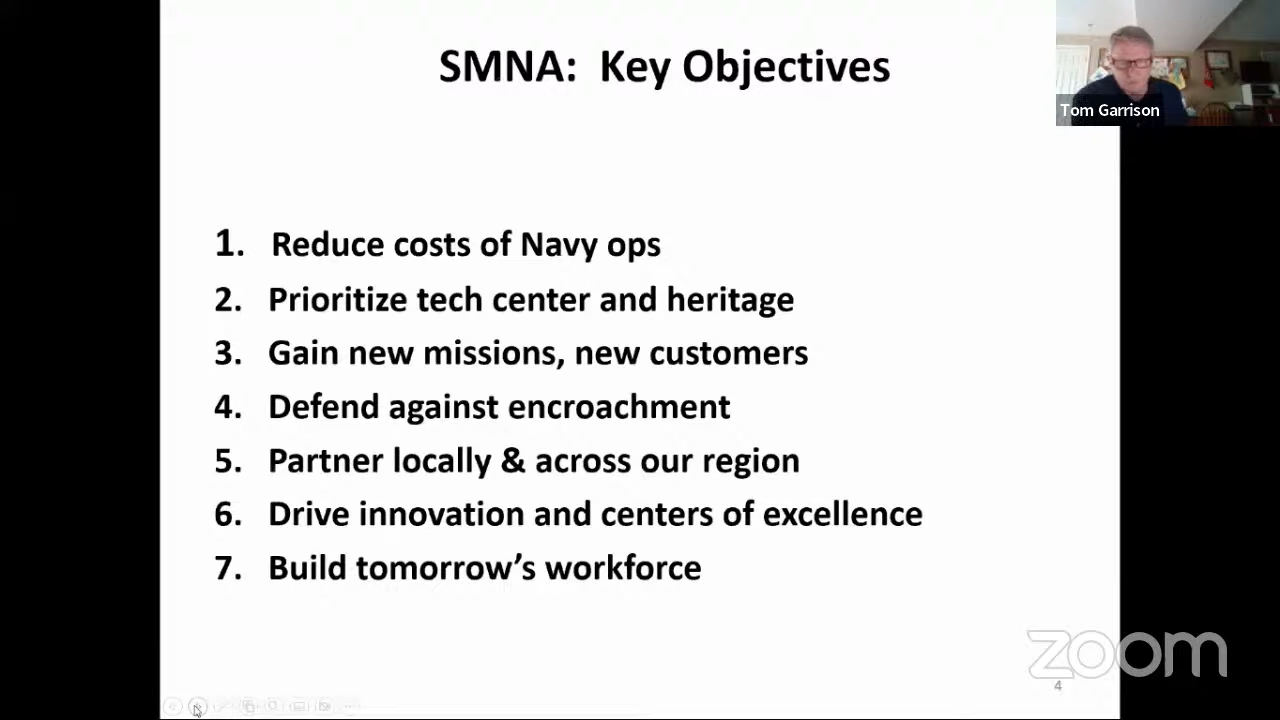 SMNA:  Key Objectives
Tom Garrison
1. Reduce costs of Navy ops
2. Prioritize tech center and heritage
3. Gain new missions, new customers
4. Defend against encroachment
5. Partner locally & across our region
6. Drive innovation and centers of excellence
7. Build tomorrow’s workforce
zoom
4